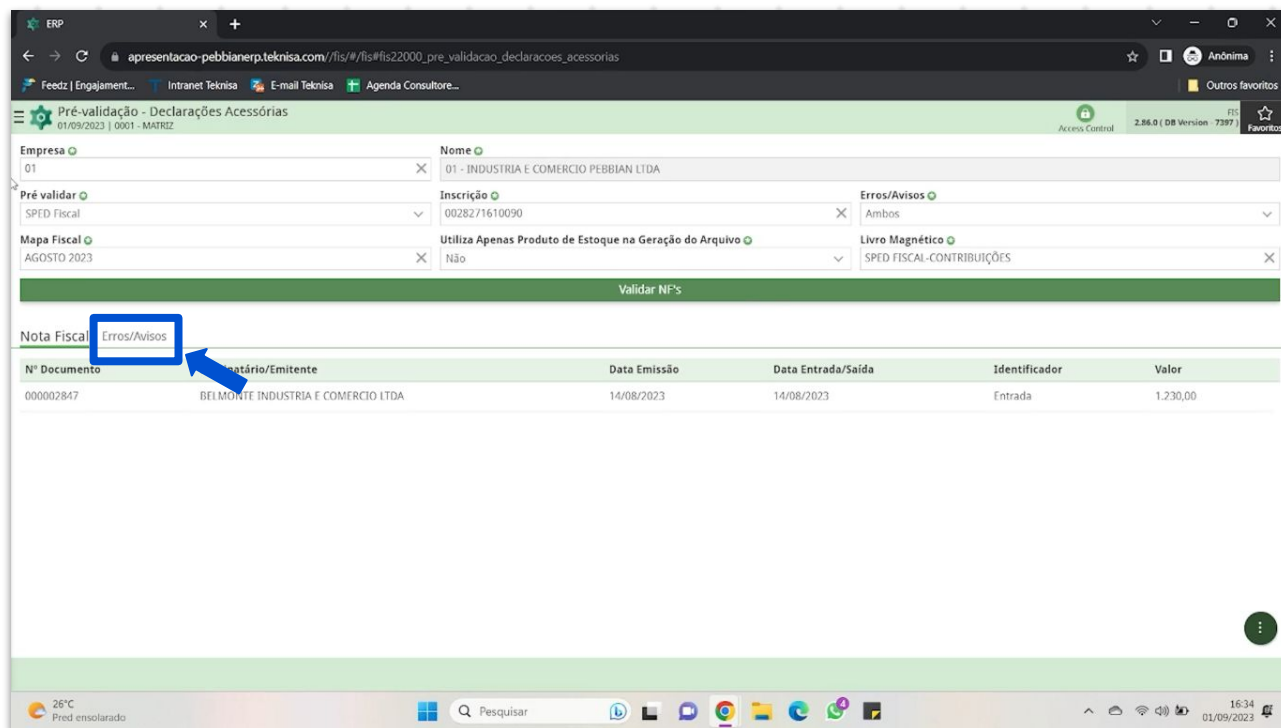 ERP
apresentacao-pebbianerp.teknisa.com//fis/#/fis#fis22000_pre_validacao_declaracoes_acessorias
Anônima
Feedz | Engajament... Intranet Teknisa E-mail Teknisa Agenda Consultore... Outros favoritos
Pré-validação - Declarações Acessórias
01/09/2023 | 0001 - MATRIZ
Access Control
FIS
2.86.0 ( DB Version - 7397 )
Favoritos
Empresa Nome
01 01 - INDUSTRIA E COMERCIO PEBBIAN LTDA
Pré validar Inscrição Erros/Avisos
SPED Fiscal 0028271610090 Ambos
Mapa Fiscal Utiliza Apenas Produto de Estoque na Geração do Arquivo Livro Magnético
AGOSTO 2023 Não SPED FISCAL-CONTRIBUIÇÕES
Validar NF's
Nota Fiscal Erros/Avisos
Nº Documento natário/Emitente Data Emissão Data Entrada/Saída Identificador Valor
000002847 BELMONTE INDUSTRIA E COMERCIO LTDA 14/08/2023 14/08/2023 Entrada 1.230,00
26°C
Pred ensolarado
Pesquisar
4
16:34
01/09/2023